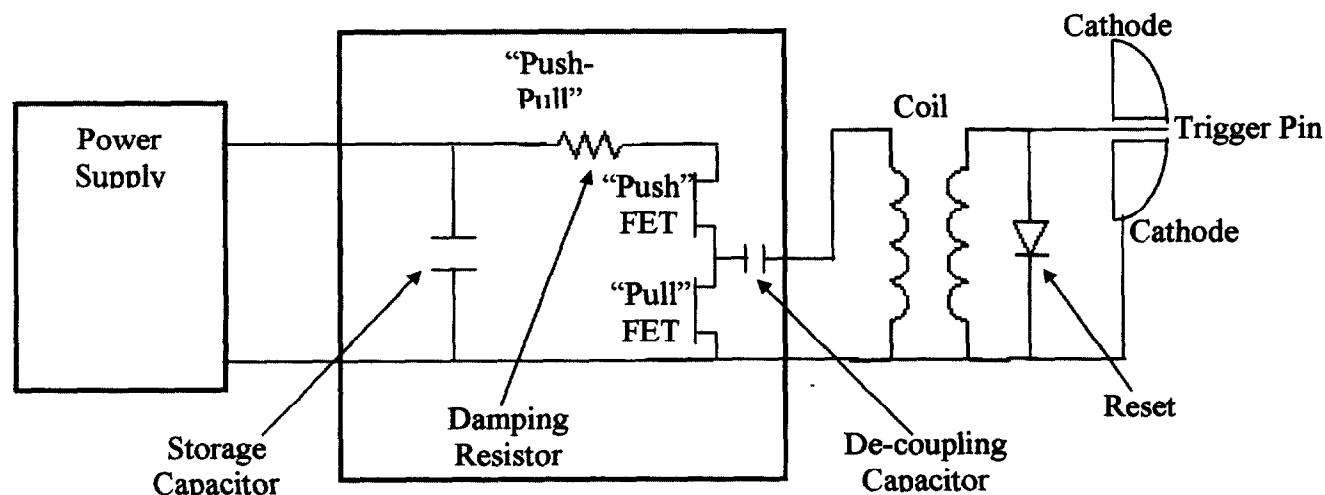 Cathode
“Push-
Pull”
Coil
Power
Supply
Trigger Pin
“Push”
FET
Cathode
“Pull”
FET
Reset
Damping
Resistor
De-coupling
Capacitor
Storage
Capacitor